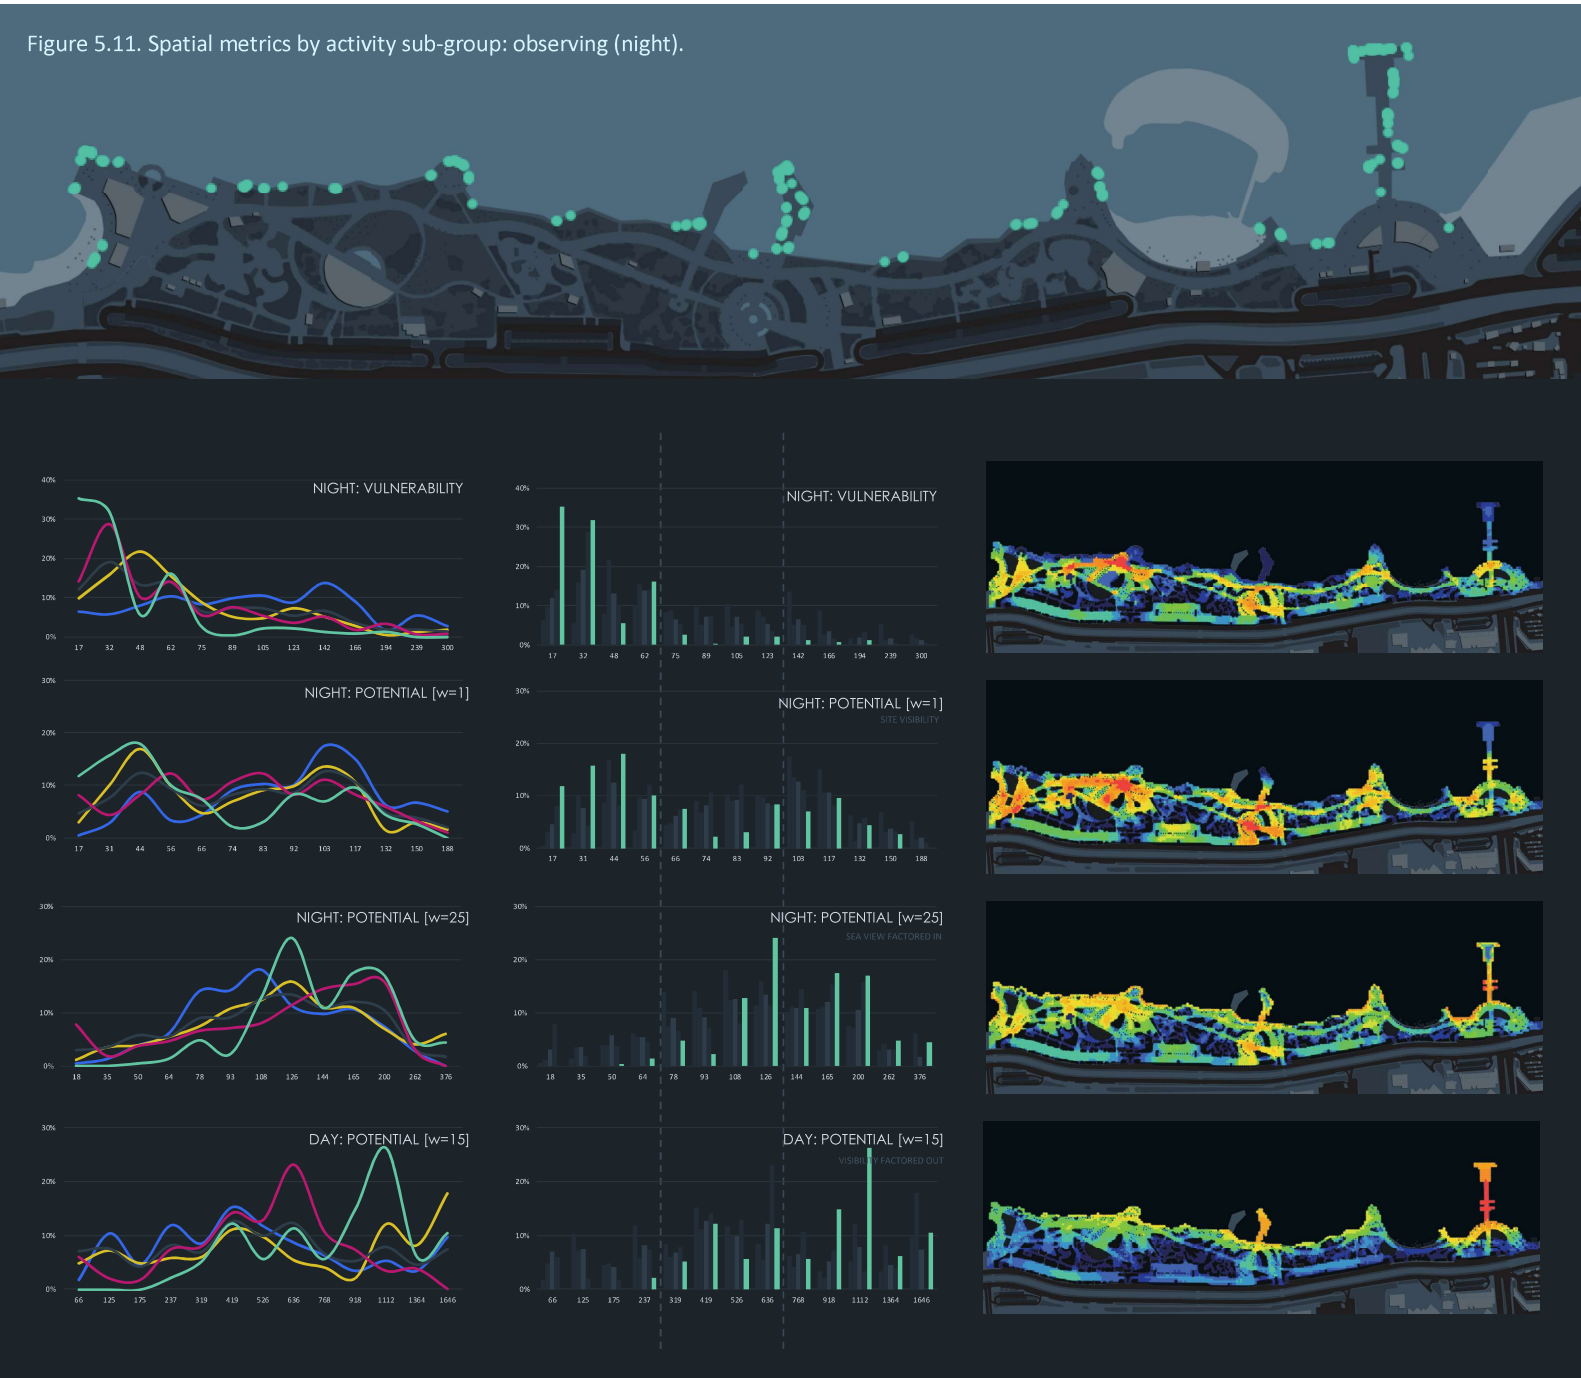 Figure 5.11. Spatial metrics by activity sub-group: observing (night).
NIGHT: VULNERABILITY
40%
30%
20%
10%
0%
17 32 48 62 75 89 105 123 142 166 194 239 300
NIGHT: VULNERABILITY
40%
30%
20%
10%
0%
17 32 48 62 75 89 105 123 142 166 194 239 300
NIGHT: POTENTIAL [w=1]
30%
20%
10%
0%
17 31 44 56 66 74 83 92 103 117 132 150 188
NIGHT: POTENTIAL [w=1]
SITE VISIBILITY
30%
20%
10%
0%
17 31 44 56 66 74 83 92 103 117 132 150 188
NIGHT: POTENTIAL [w=25]
30%
20%
10%
0%
18 35 50 64 78 93 108 126 144 165 200 262 376
NIGHT: POTENTIAL [w=25]
SEA VIEW FACTORED IN
30%
20%
10%
0%
18 35 50 64 78 93 108 126 144 165 200 262 376
DAY: POTENTIAL [w=15]
30%
20%
10%
0%
66 125 175 237 319 419 526 636 768 918 1112 1364 1646
DAY: POTENTIAL [w=15]
VISIBILITY FACTORED OUT
30%
20%
10%
0%
66 125 175 237 319 419 526 636 768 918 1112 1364 1646